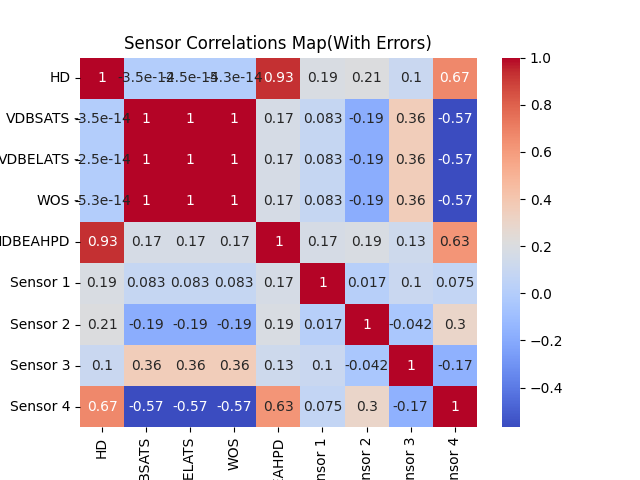 Sensor Correlations Map(With Errors)
HD 1 -3.5e-14 -2.5e-14 -5.3e-14 0.93 0.19 0.21 0.1 0.67
VDBSATS -3.5e-14 1 1 1 0.17 0.083 -0.19 0.36 -0.57
VDBELATS -2.5e-14 1 1 1 0.17 0.083 -0.19 0.36 -0.57
WOS -5.3e-14 1 1 1 0.17 0.083 -0.19 0.36 -0.57
HDBEAHPD 0.93 0.17 0.17 0.17 1 0.17 0.19 0.13 0.63
Sensor 1 0.19 0.083 0.083 0.083 0.17 1 0.017 0.1 0.075
Sensor 2 0.21 -0.19 -0.19 -0.19 0.19 0.017 1 -0.042 0.3
Sensor 3 0.1 0.36 0.36 0.36 0.13 0.1 -0.042 1 -0.17
Sensor 4 0.67 -0.57 -0.57 -0.57 0.63 0.075 0.3 -0.17 1
HD
BSATS
ELATS
WOS
AHPD
nsor 1
nsor 2
nsor 3
nsor 4
1.0
0.8
0.6
0.4
0.2
0.0
−0.2
−0.4